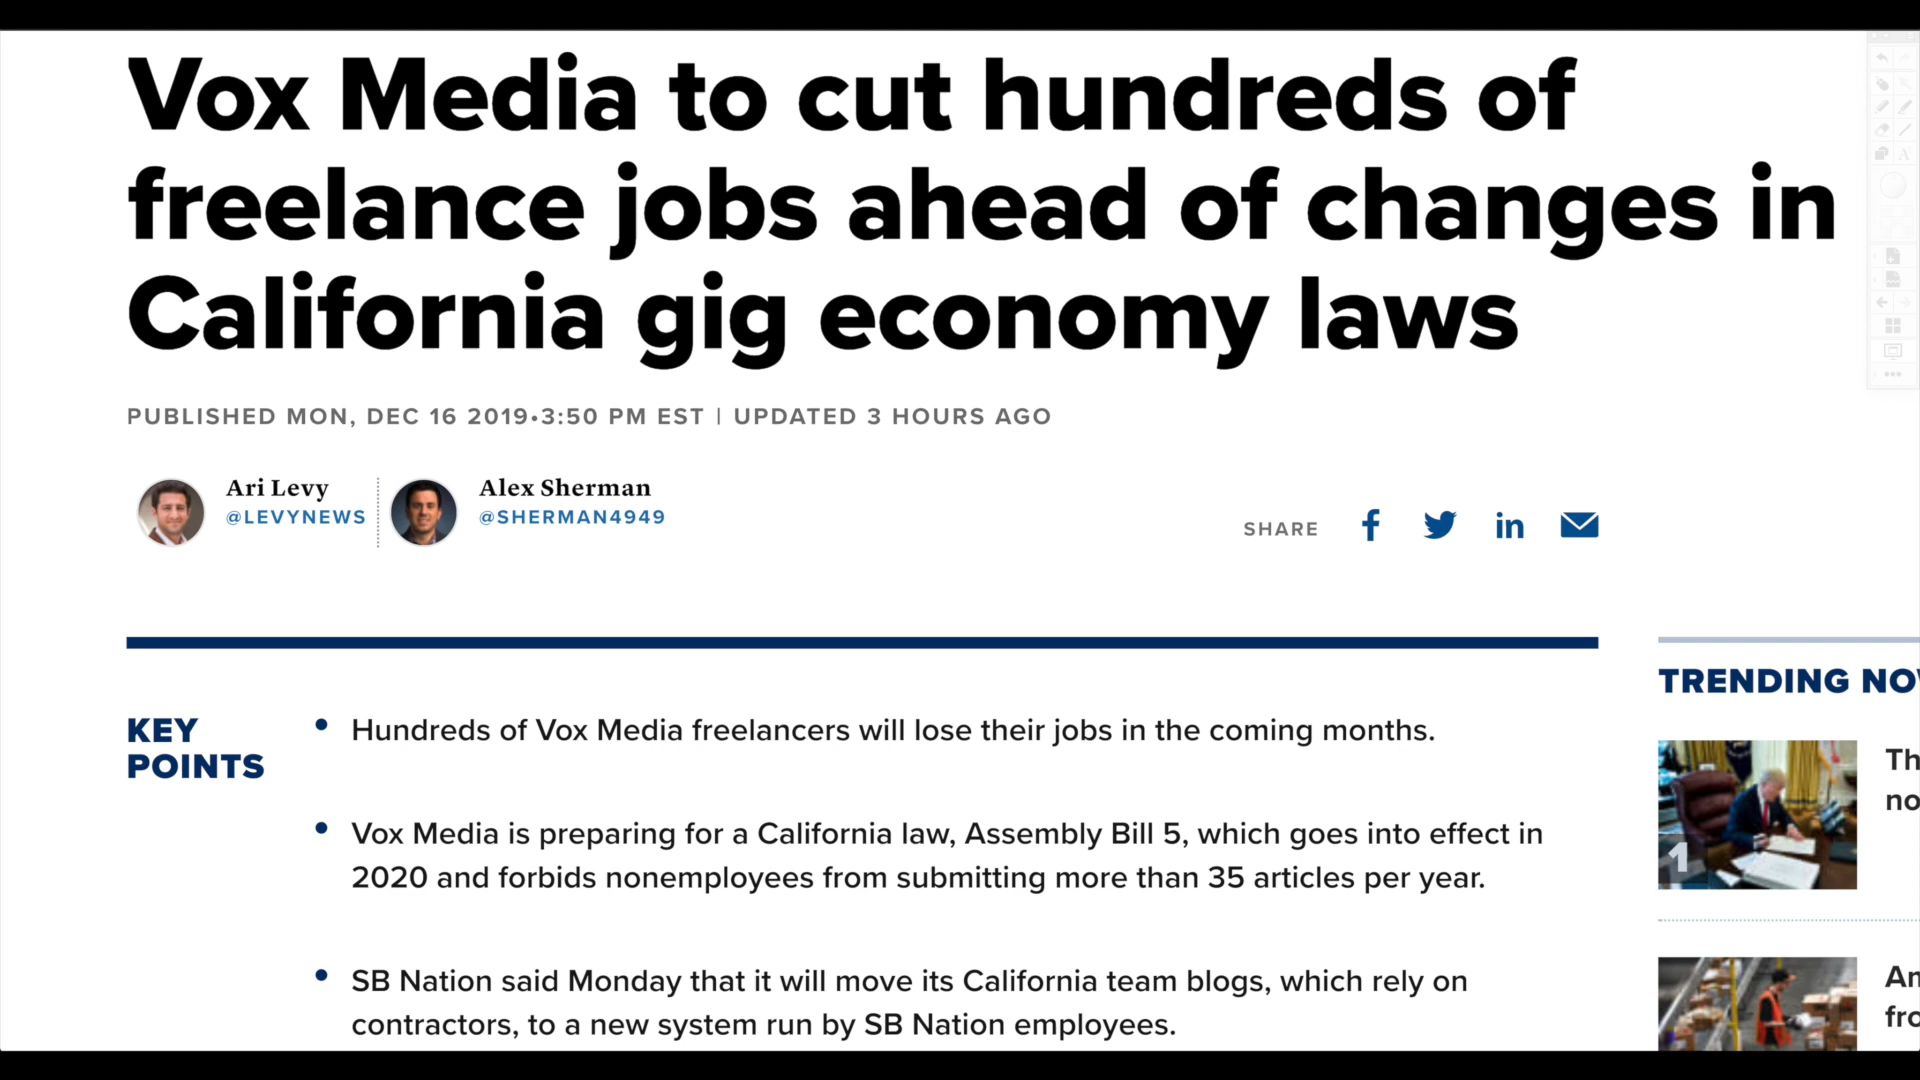 Vox Media to cut hundreds of
freelance jobs ahead of changes in
California gig economy laws
PUBLISHED MON, DEC 16 2019•3:50 PM EST | UPDATED 3 HOURS AGO
Ari Levy
@LEVYNEWS
Alex Sherman
@SHERMAN4949
SHARE
KEY
POINTS
• Hundreds of Vox Media freelancers will lose their jobs in the coming months.
• Vox Media is preparing for a California law, Assembly Bill 5, which goes into effect in
2020 and forbids nonemployees from submitting more than 35 articles per year.
• SB Nation said Monday that it will move its California team blogs, which rely on
contractors, to a new system run by SB Nation employees.
TRENDING NO
1
Th
no
An
fro